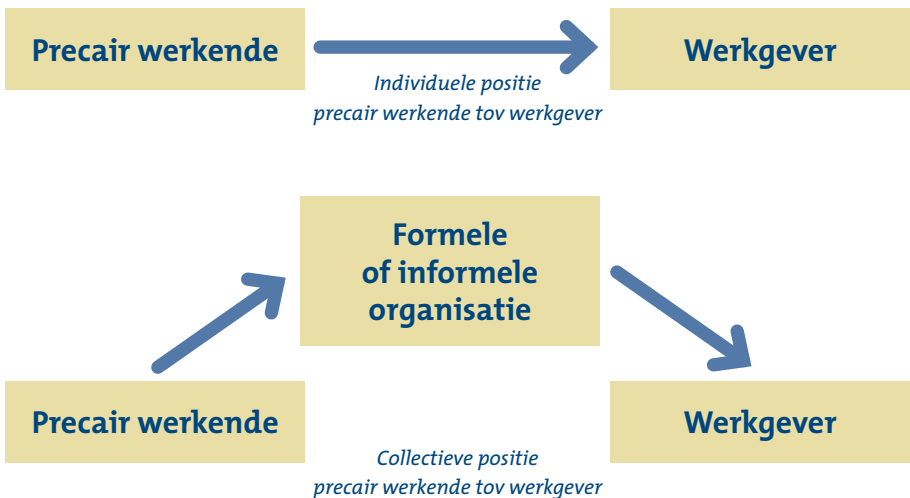 Precair werkende
Werkgever
Individuele positie
precair werkende tov werkgever
Formele
of informele
organisatie
Precair werkende
Werkgever
Collectieve positie
precair werkende tov werkgever